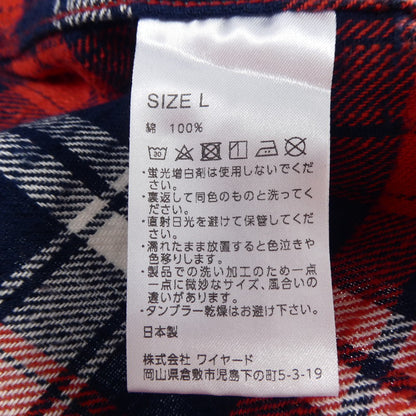 SIZE L
綿 100%
30
・蛍光増白剤は使用しないでくだ
さい。
・裏返して同色のものと洗ってく
ださい。
・直射日光を避けて保管してくだ
さい。
・濡れたまま放置すると色泣きや
色移りします。
・製品での洗い加工のため一点
一点に微妙なサイズ、風合いの
違いがあります。
・タンブラー乾燥はお避け下さい。
日本製
株式会社 ワイヤード
岡山県倉敷市児島下の町5-3-19